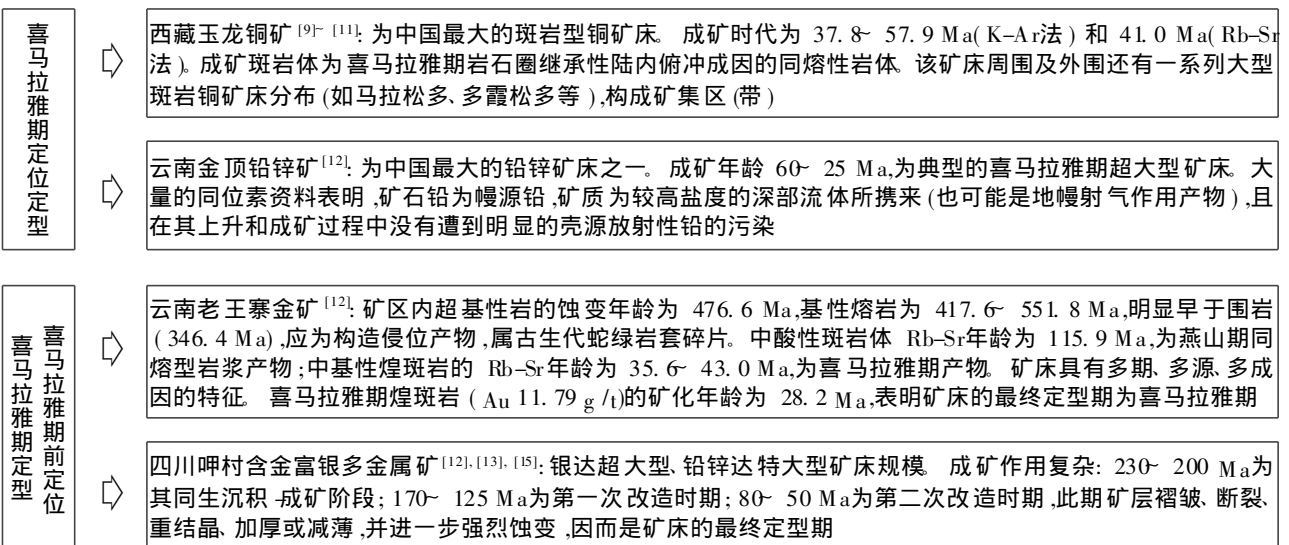 喜马拉雅期定位定型
西藏玉龙铜矿[9]~[11]: 为中国最大的斑岩型铜矿床。成矿时代为 37.8~57.9 Ma(K-Ar法) 和 41.0 Ma(Rb-Sr
法)。成矿斑岩体为喜马拉雅期岩石圈继承性陆内俯冲成因的同熔性岩体。该矿床周围及外围还有一系列大型
斑岩铜矿床分布(如马拉松多、多霞松多等),构成矿集区(带)
云南金顶铅锌矿[12]: 为中国最大的铅锌矿床之一。成矿年龄 60~25 Ma,为典型的喜马拉雅期超大型矿床。大
量的同位素资料表明,矿石铅为幔源铅,矿质为较高盐度的深部流体所携来(也可能是地幔射气作用产物),且
在其上升和成矿过程中没有遭到明显的壳源放射性铅的污染
喜马拉雅期前定位
喜马拉雅期定型
云南老王寨金矿[12]: 矿区内超基性岩的蚀变年龄为 476.6 Ma,基性熔岩为 417.6~551.8 Ma,明显早于围岩
(346.4 Ma),应为构造侵位产物,属古生代蛇绿岩套碎片。中酸性斑岩体 Rb-Sr年龄为 115.9 Ma,为燕山期同
熔型岩浆产物;中基性煌斑岩的 Rb-Sr年龄为 35.6~43.0 Ma,为喜马拉雅期产物。矿床具有多期、多源、多成
因的特征。喜马拉雅期煌斑岩(Au 11.79 g/t)的矿化年龄为 28.2 Ma,表明矿床的最终定型期为喜马拉雅期
四川呷村含金富银多金属矿[12],[13],[15]: 银达超大型、铅锌达特大型矿床规模。成矿作用复杂: 230~200 Ma为
其同生沉积-成矿阶段; 170~125 Ma为第一次改造时期; 80~50 Ma为第二次改造时期,此期矿层褶皱、断裂、
重结晶、加厚或减薄,并进一步强烈蚀变,因而是矿床的最终定型期